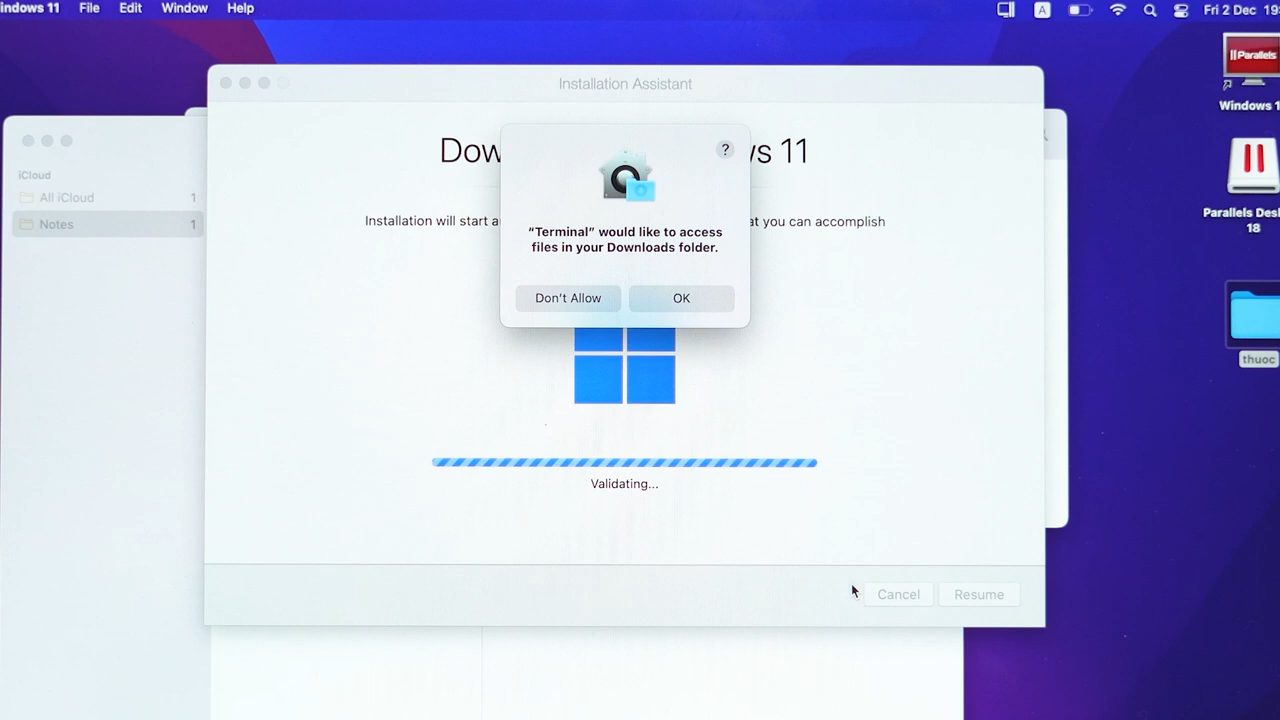 indows 11 File Edit Window Help A Fri 2 Dec 19:
Parallels
Windows 1
Installation Assistant
Dow
ws 11
?
iCloud
All iCloud 1
Notes 1
Installation will start a
at you can accomplish
“Terminal” would like to access
files in your Downloads folder.
Don't Allow OK
Parallels Des
18
thuoc
Validating...
Cancel Resume